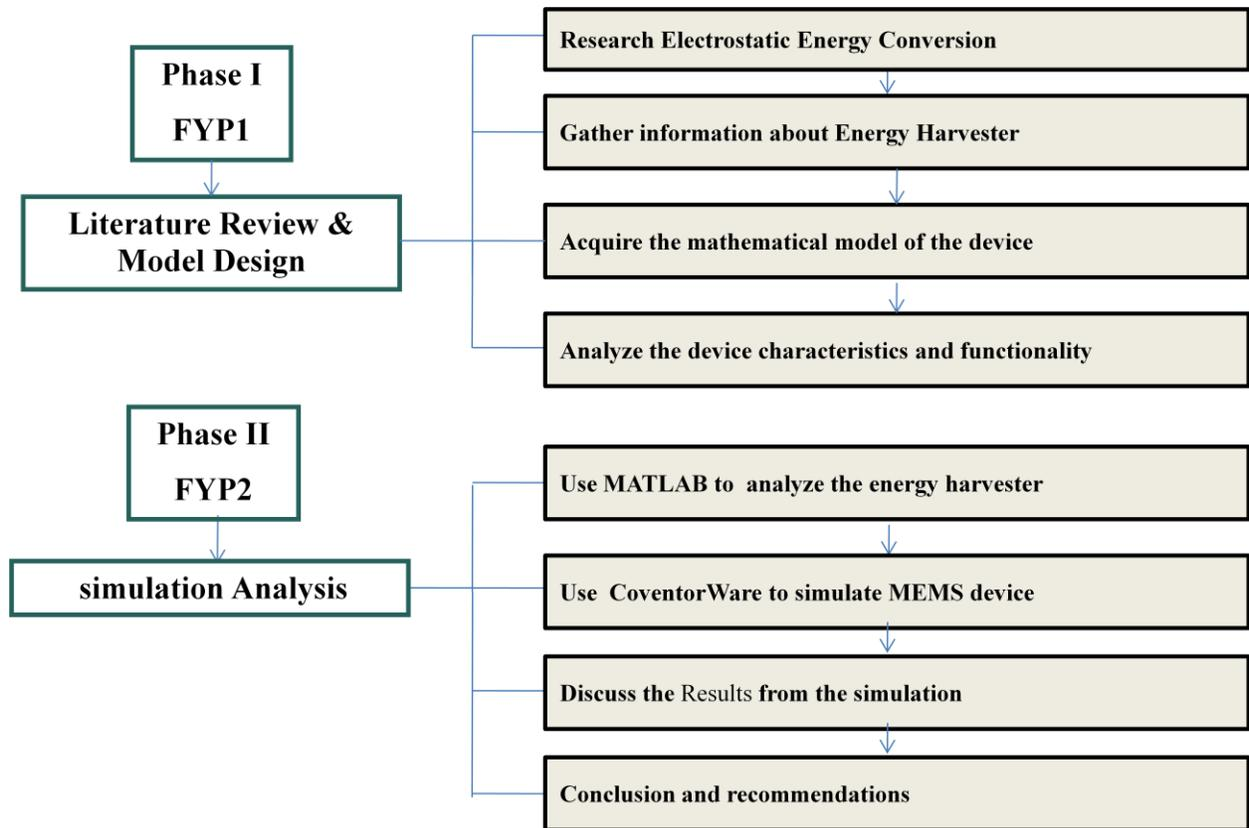 Phase I
FYP1
Literature Review &
Model Design
Research Electrostatic Energy Conversion
Gather information about Energy Harvester
Acquire the mathematical model of the device
Analyze the device characteristics and functionality
Phase II
FYP2
simulation Analysis
Use MATLAB to  analyze the energy harvester
Use  CoventorWare to simulate MEMS device
Discuss the Results from the simulation
Conclusion and recommendations